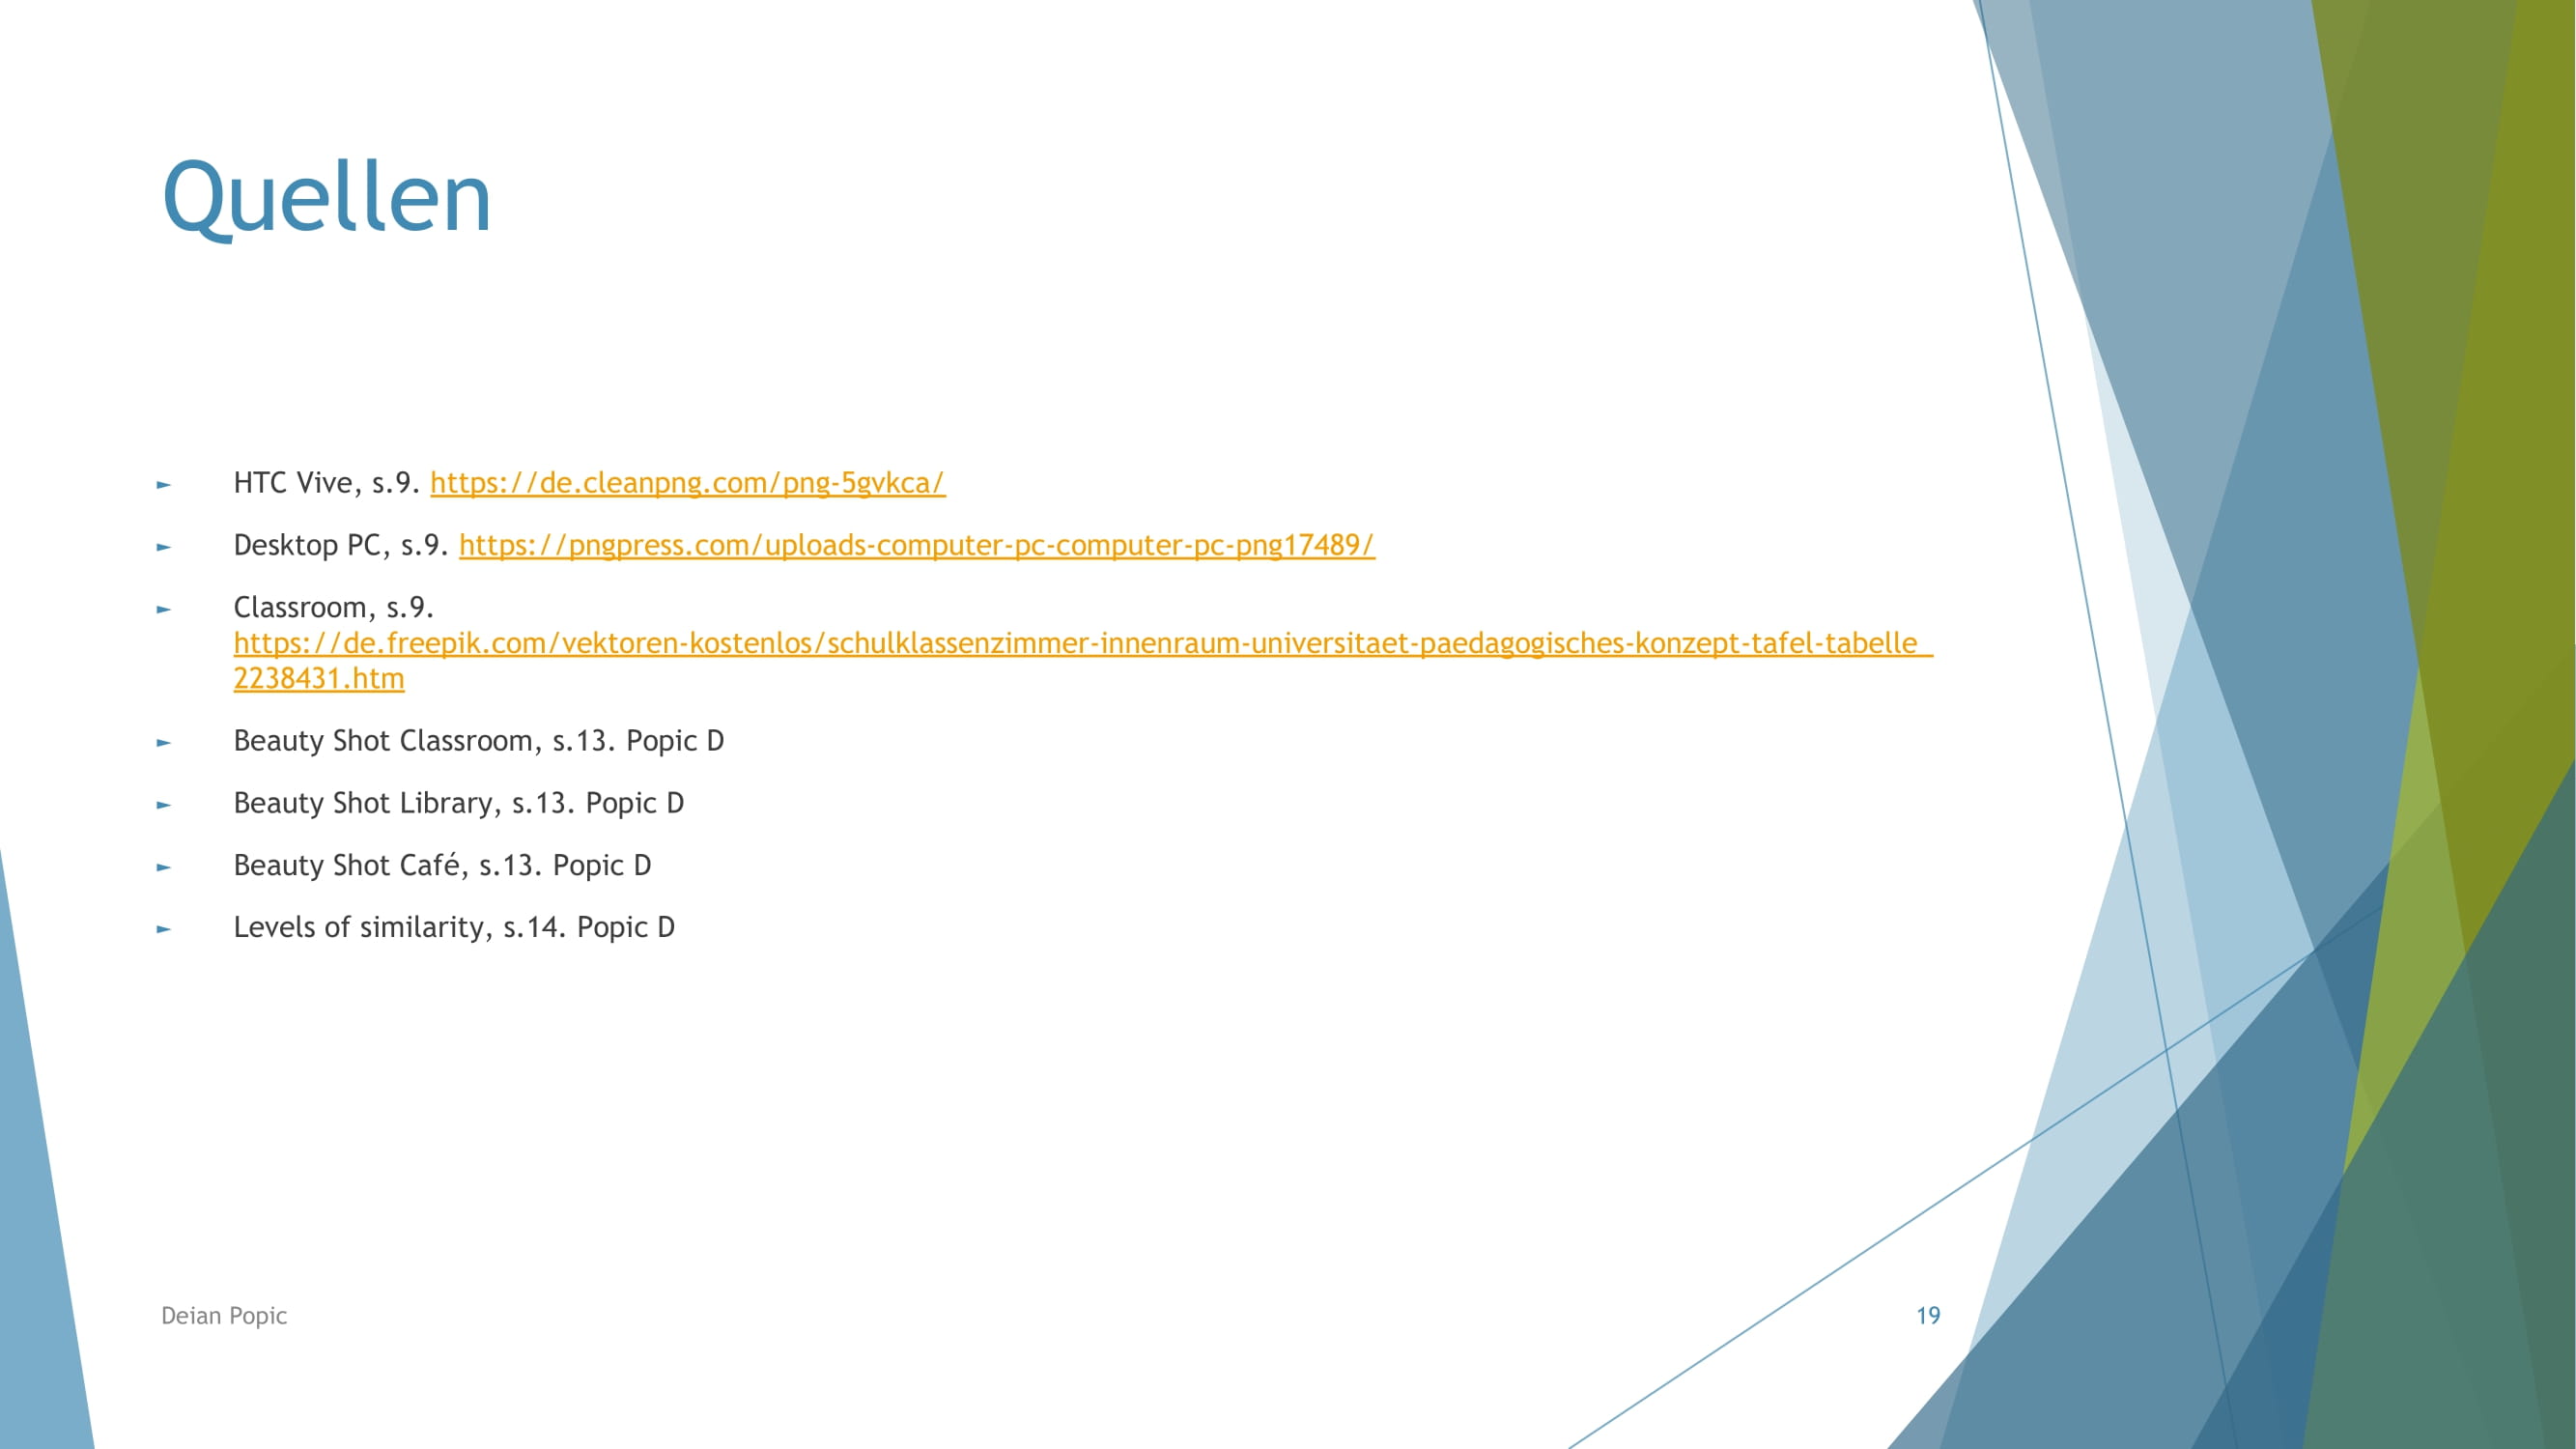 Quellen
► HTC Vive, s.9. https://de.cleanpng.com/png-5gvkca/
► Desktop PC, s.9. https://pngpress.com/uploads-computer-pc-computer-pc-png17489/
► Classroom, s.9.
https://de.freepik.com/vektoren-kostenlos/schulklassenzimmer-innenraum-universitaet-paedagogisches-konzept-tafel-tabelle_
2238431.htm
► Beauty Shot Classroom, s.13. Popic D
► Beauty Shot Library, s.13. Popic D
► Beauty Shot Café, s.13. Popic D
► Levels of similarity, s.14. Popic D
Deian Popic
19